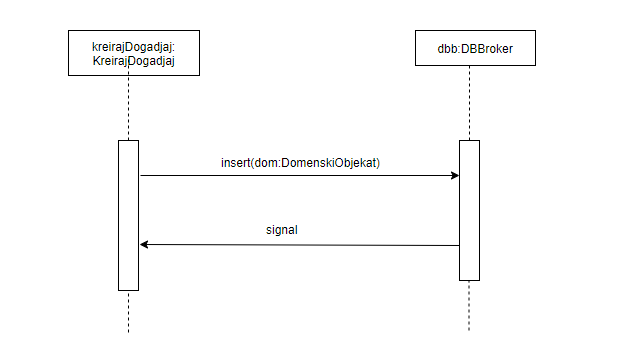 kreirajDogadjaj:
KreirajDogadjaj
dbb:DBBroker
insert(dom:DomenskiObjekat)
signal